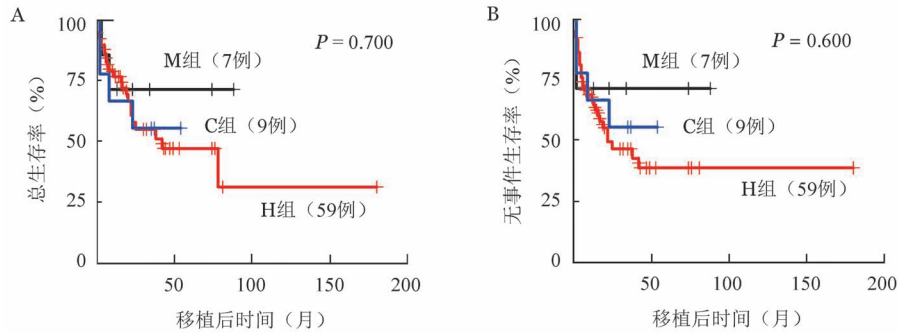 A
100
75
50
25
0
总生存率（%）
P = 0.700
M组（7例）
C组（9例）
H组（59例）
50
100
150
200
移植后时间（月）
B
100
75
50
25
0
无事件生存率（%）
P = 0.600
M组（7例）
C组（9例）
H组（59例）
50
100
150
200
移植后时间（月）